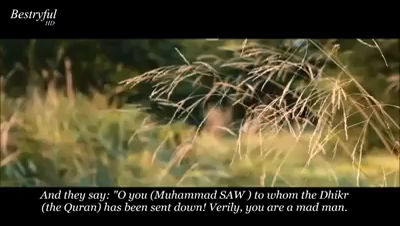 Bestryful
HD
And they say: "O you (Muhammad SAW ) to whom the Dhikr
(the Quran) has been sent down! Verily, you are a mad man.